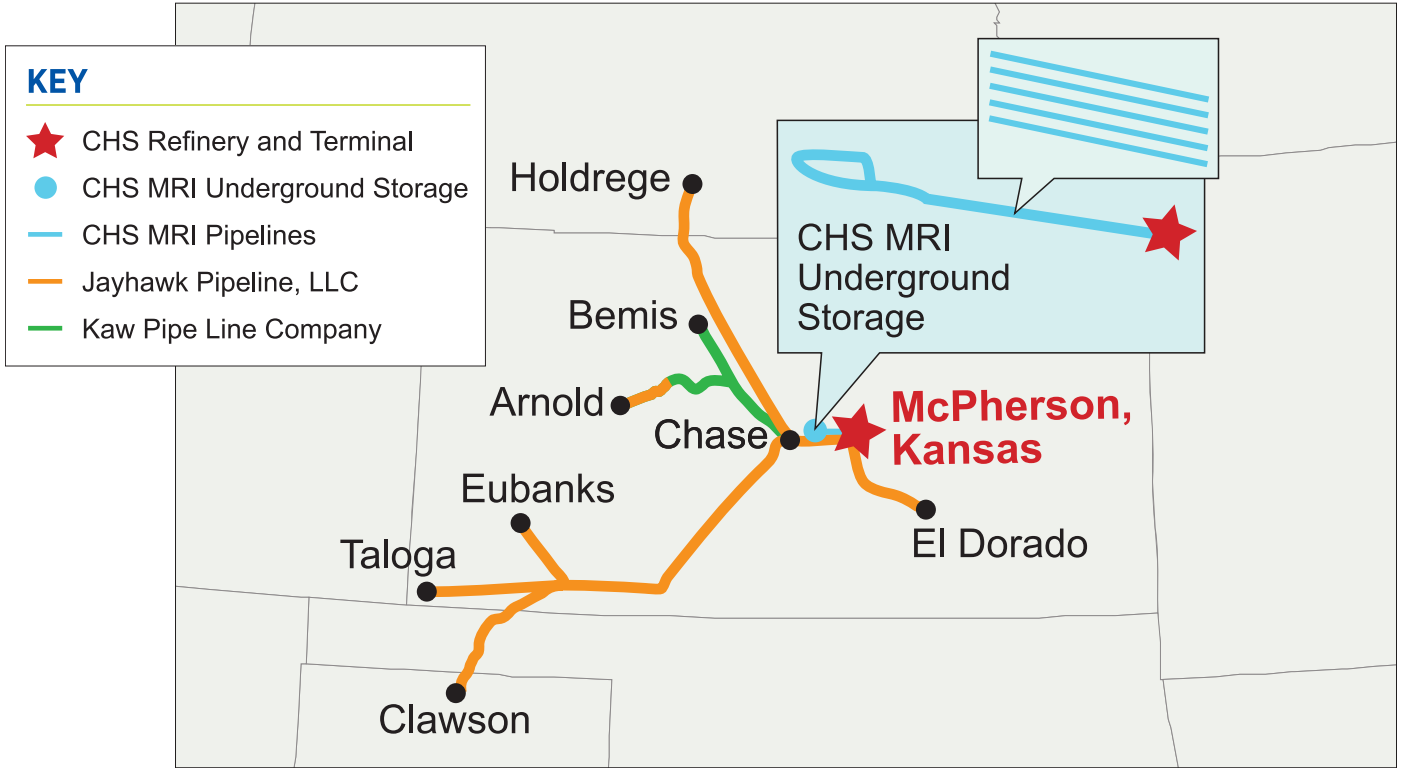 KEY
CHS Refinery and Terminal
CHS MRI Underground Storage
CHS MRI Pipelines
Jayhawk Pipeline, LLC
Kaw Pipe Line Company
Holdrege
Bemis
Arnold
Chase
CHS MRI
Underground
Storage
McPherson,
Kansas
Eubanks
Taloga
El Dorado
Clawson